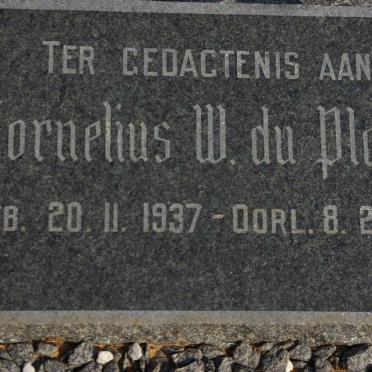 TER GEDACTENIS AAN
ornelius W. du Pl
B. 20. 11. 1937 - OORL. 8. 2